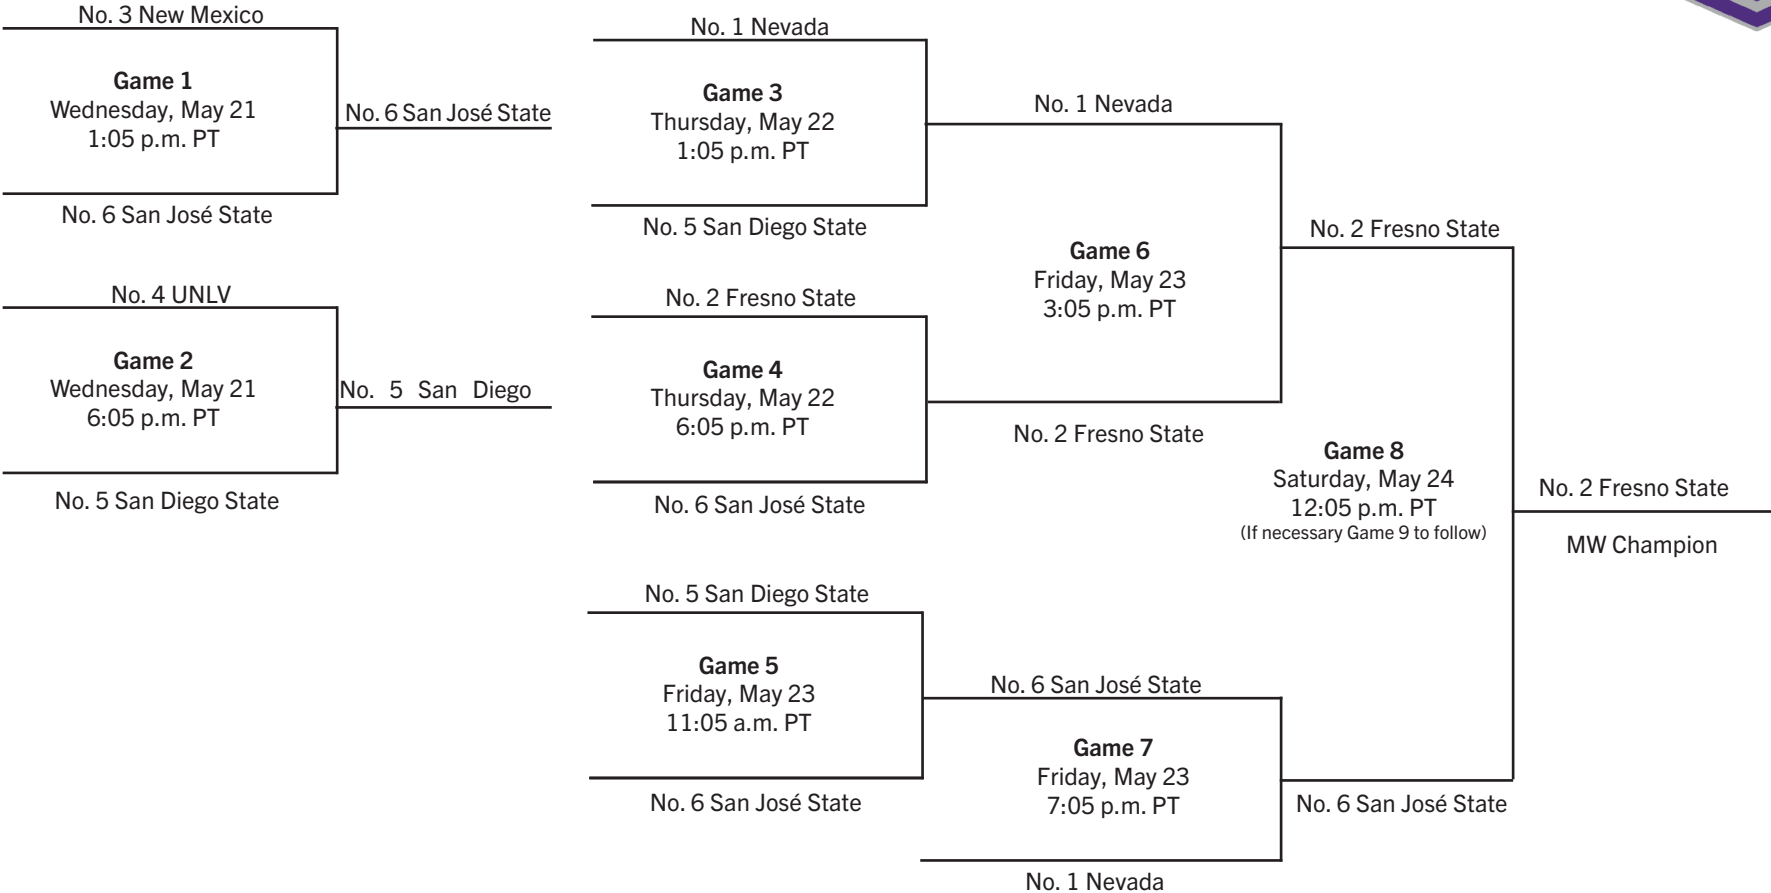 No. 3 New Mexico
Game 1
Wednesday, May 21
1:05 p.m. PT
No. 6 San José State
No. 6 San José State
No. 4 UNLV
Game 2
Wednesday, May 21
6:05 p.m. PT
No. 5 San Diego
No. 5 San Diego State
No. 1 Nevada
Game 3
Thursday, May 22
1:05 p.m. PT
No. 5 San Diego State
No. 2 Fresno State
Game 4
Thursday, May 22
6:05 p.m. PT
No. 6 San José State
No. 5 San Diego State
Game 5
Friday, May 23
11:05 a.m. PT
No. 6 San José State
No. 1 Nevada
Game 6
Friday, May 23
3:05 p.m. PT
No. 2 Fresno State
No. 6 San José State
Game 7
Friday, May 23
7:05 p.m. PT
No. 1 Nevada
No. 2 Fresno State
Game 8
Saturday, May 24
12:05 p.m. PT
(If necessary Game 9 to follow)
No. 6 San José State
No. 2 Fresno State
MW Champion